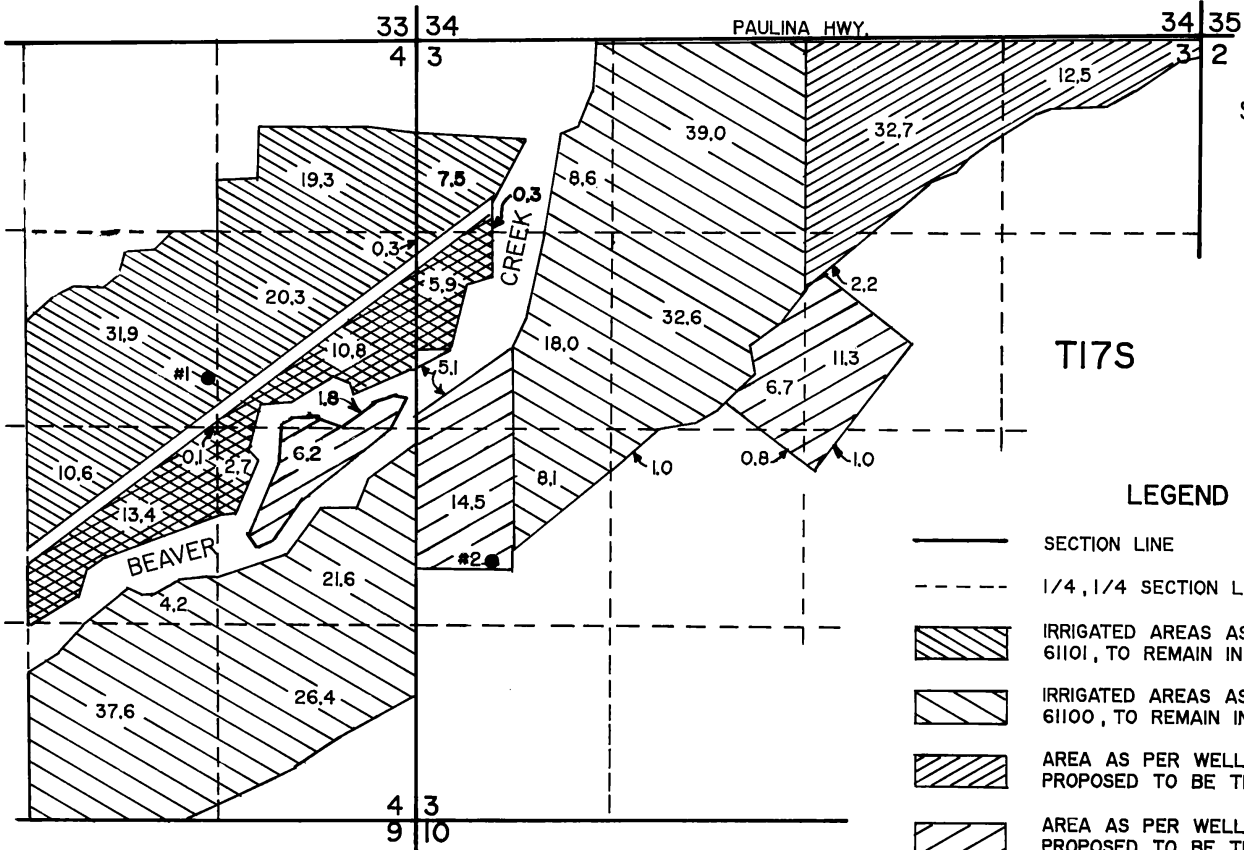 33 34
PAULINA HWY.
34 35
4 3
3 2
12.5
39.0
32.7
S
19.3
7.5
8.6
0.3
CREEK
0.3
5.9
2.2
20.3
32.6
31.9
18.0
10.8
11.3
T17S
#1
5.1
6.7
1.8
6.2
0.1
2.7
10.6
0.8
1.0
1.0
8.1
13.4
14.5
LEGEND
BEAVER
#2
SECTION LINE
21.6
1/4, 1/4 SECTION L
4.2
IRRIGATED AREAS AS
61101, TO REMAIN IN
26.4
37.6
IRRIGATED AREAS AS
61100, TO REMAIN IN
AREA AS PER WELL
PROPOSED TO BE
4 3
9 10
AREA AS PER WELL
PROPOSED TO BE